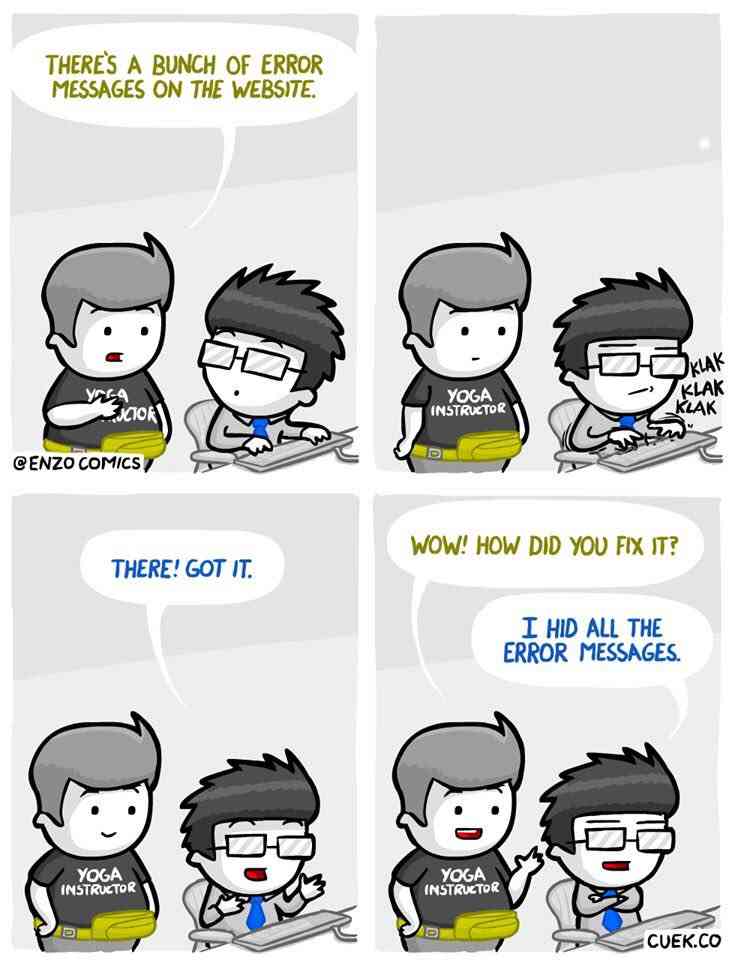 THERE'S A BUNCH OF ERROR
MESSAGES ON THE WEBSITE.
YOGA
@ENZO COMICS
YOGA
INSTRUCTOR
KLAK
KLAK
KLAK
THERE! GOT IT.
YOGA
INSTRUCTOR
WOW! HOW DID YOU FIX IT?
I HID ALL THE
ERROR MESSAGES.
YOGA
INSTRUCTOR
CUEK.CO